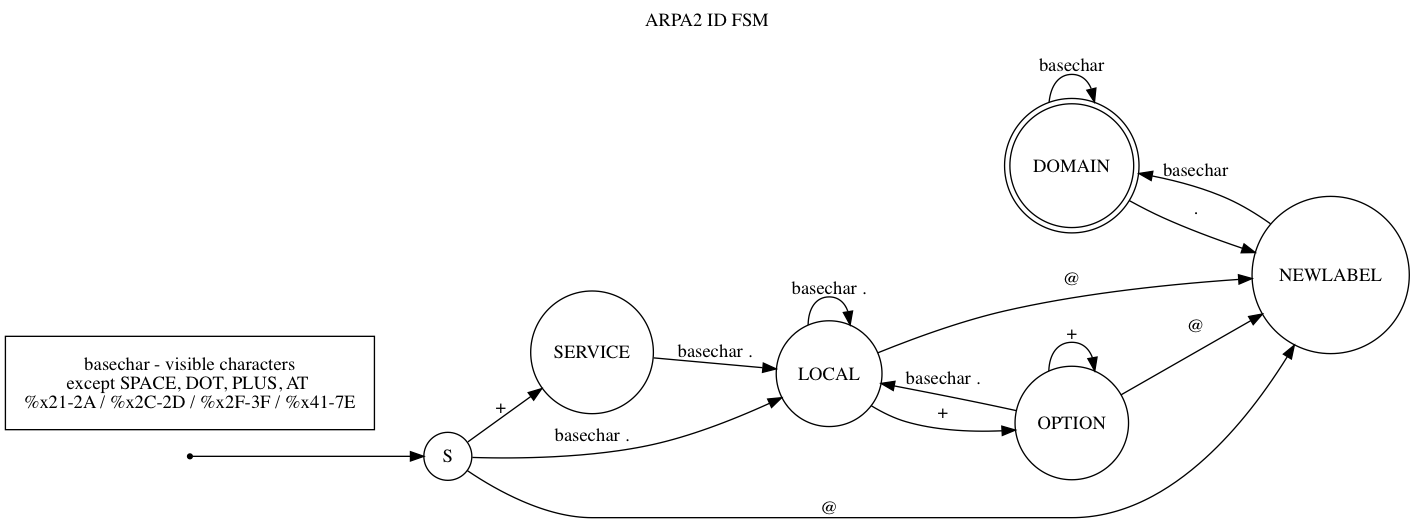 ARPA2 ID FSM
basechar
DOMAIN
basechar
.
@
NEWLABEL
basechar .
@
+
SERVICE
basechar .
LOCAL
basechar .
+
OPTION
basechar - visible characters
except SPACE, DOT, PLUS, AT
%x21-2A / %x2C-2D / %x2F-3F / %x41-7E
+
basechar .
S
@